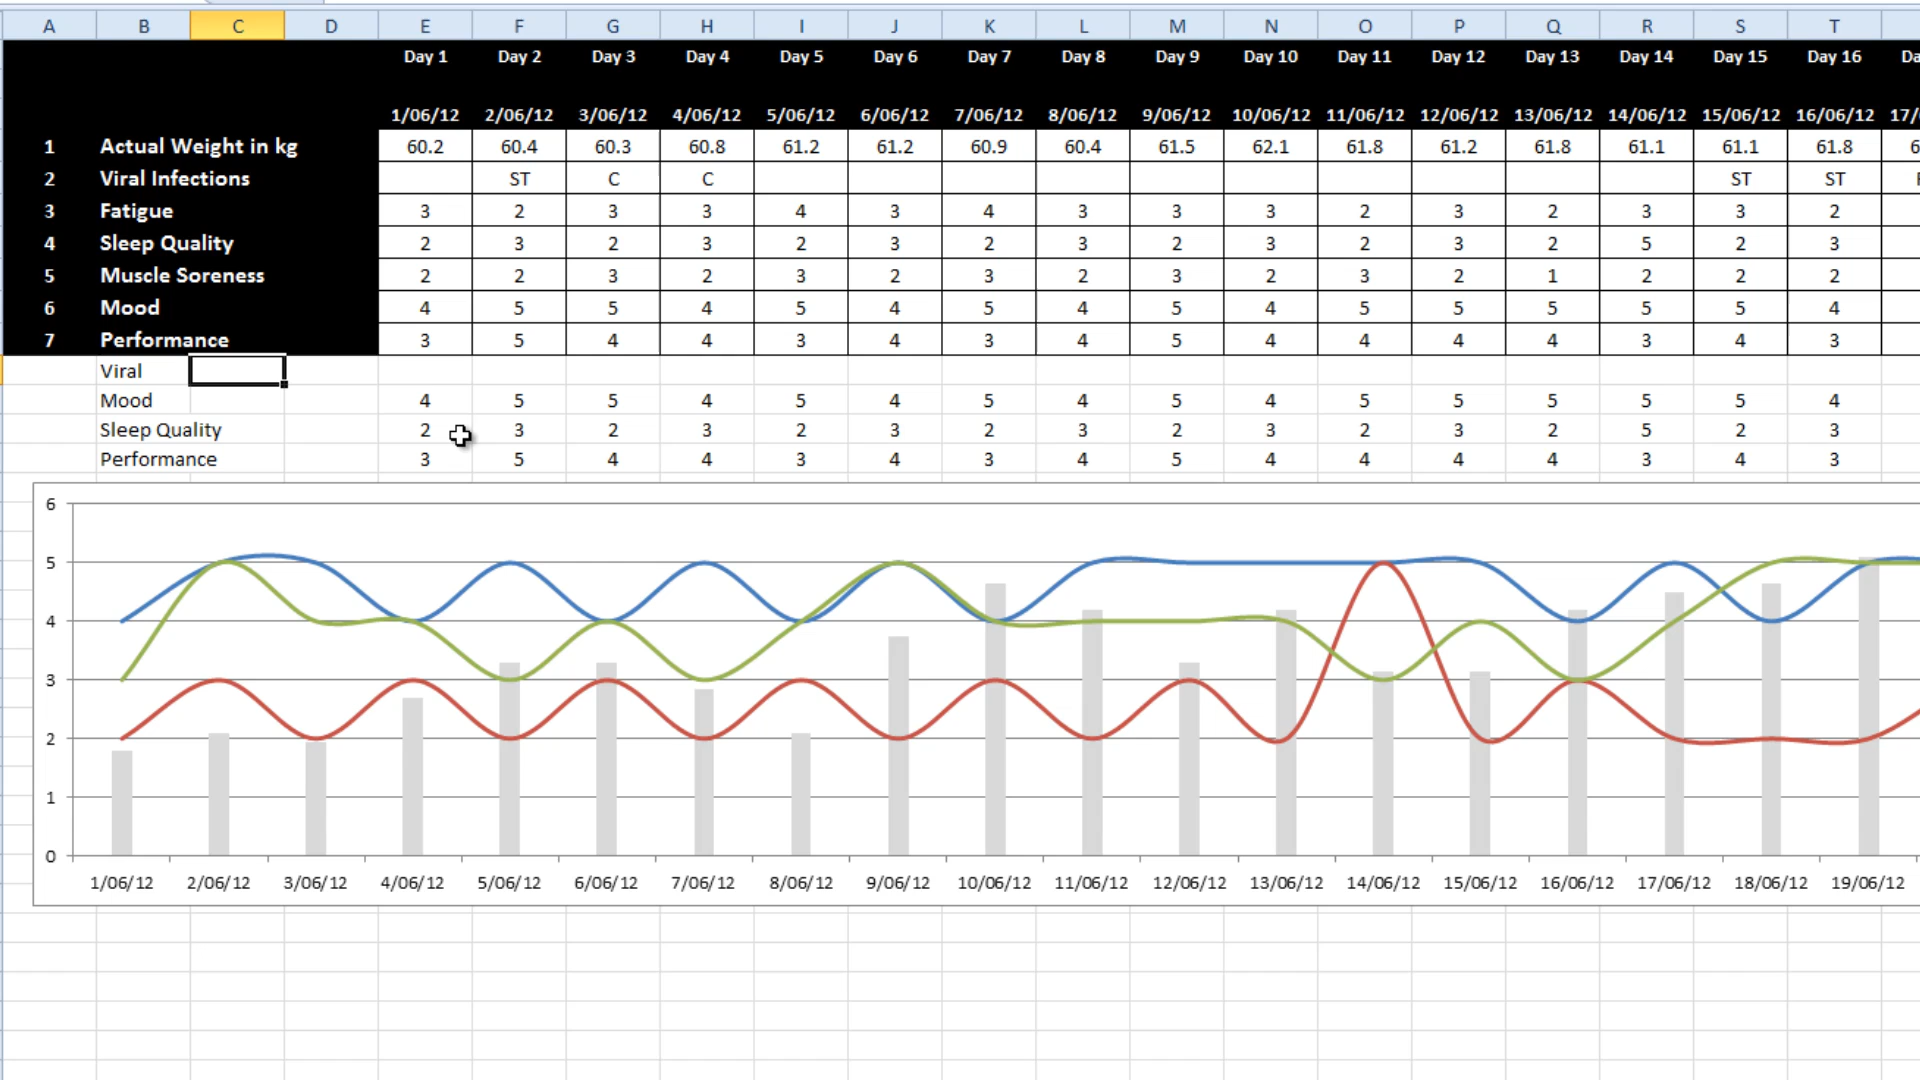 A B C D E F G H I J K L M N O P Q R S T
Day 1 Day 2 Day 3 Day 4 Day 5 Day 6 Day 7 Day 8 Day 9 Day 10 Day 11 Day 12 Day 13 Day 14 Day 15 Day 16 Da
1/06/12 2/06/12 3/06/12 4/06/12 5/06/12 6/06/12 7/06/12 8/06/12 9/06/12 10/06/12 11/06/12 12/06/12 13/06/12 14/06/12 15/06/12 16/06/12 17/
1 Actual Weight in kg 60.2 60.4 60.3 60.8 61.2 61.2 60.9 60.4 61.5 62.1 61.8 61.2 61.8 61.1 61.1 61.8 6
2 Viral Infections ST C C ST ST
3 Fatigue 3 2 3 3 4 3 4 3 3 3 2 3 2 3 3 2
4 Sleep Quality 2 3 2 3 2 3 2 3 2 3 2 3 2 5 2 3
5 Muscle Soreness 2 2 3 2 3 2 3 2 3 2 3 2 1 2 2 2
6 Mood 4 5 5 4 5 4 5 4 5 4 5 5 5 5 5 4
7 Performance 3 5 4 4 3 4 3 4 5 4 4 4 4 3 4 3
Viral
Mood 4 5 5 4 5 4 5 4 5 4 5 5 5 5 5 4
Sleep Quality 2 3 2 3 2 3 2 3 2 3 2 3 2 5 2 3
Performance 3 5 4 4 3 4 3 4 5 4 4 4 4 3 4 3
6
5
4
3
2
1
0
1/06/12 2/06/12 3/06/12 4/06/12 5/06/12 6/06/12 7/06/12 8/06/12 9/06/12 10/06/12 11/06/12 12/06/12 13/06/12 14/06/12 15/06/12 16/06/12 17/06/12 18/06/12 19/06/12